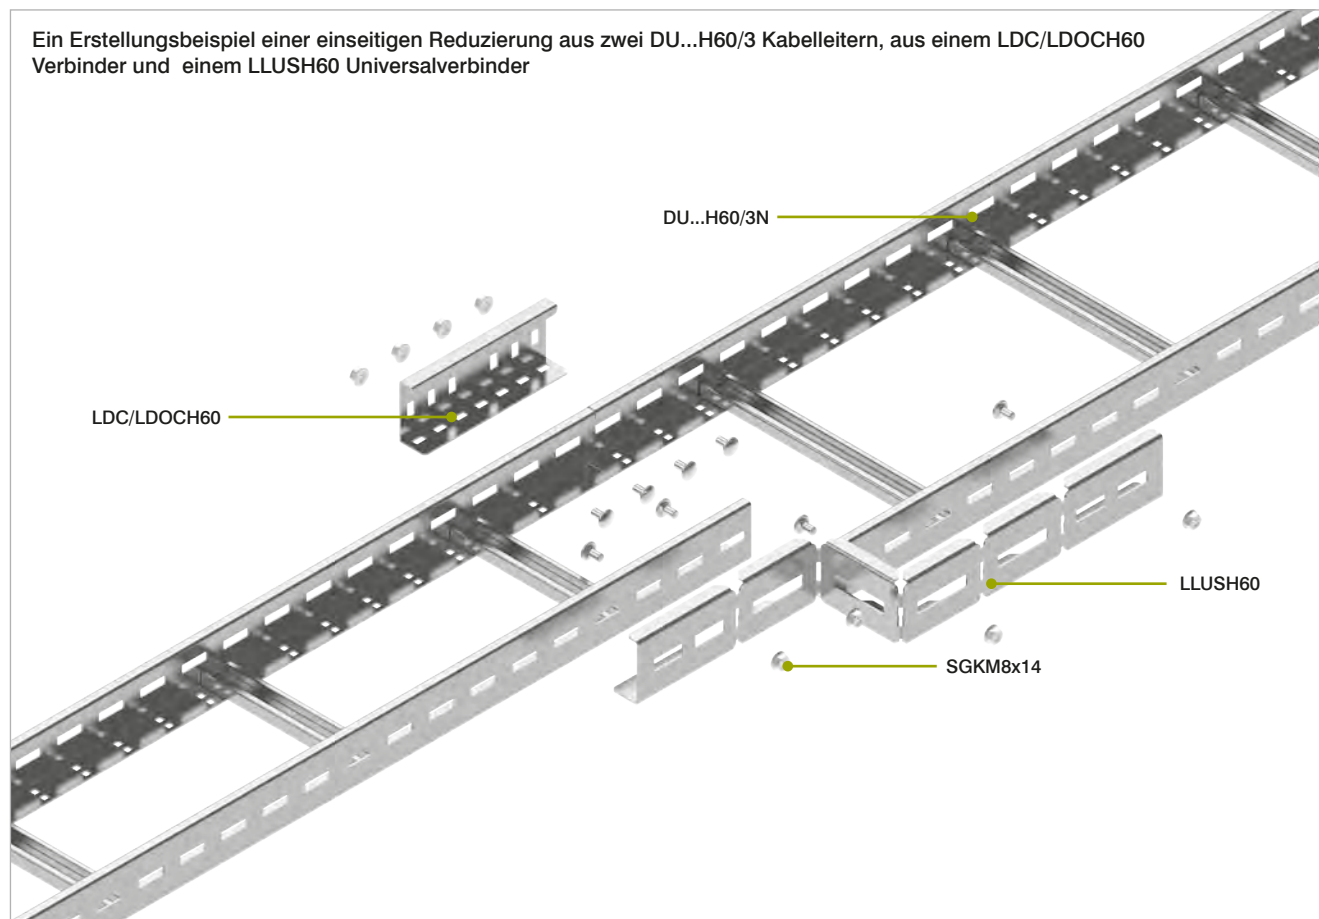 Ein Erstellungsbeispiel einer einseitigen Reduzierung aus zwei DU...H60/3 Kabelleitern, aus einem LDC/LDOCH60
Verbinder und einem LLUSH60 Universalverbinder
DU...H60/3N
LDC/LDOCH60
LLUSH60
SGKM8x14